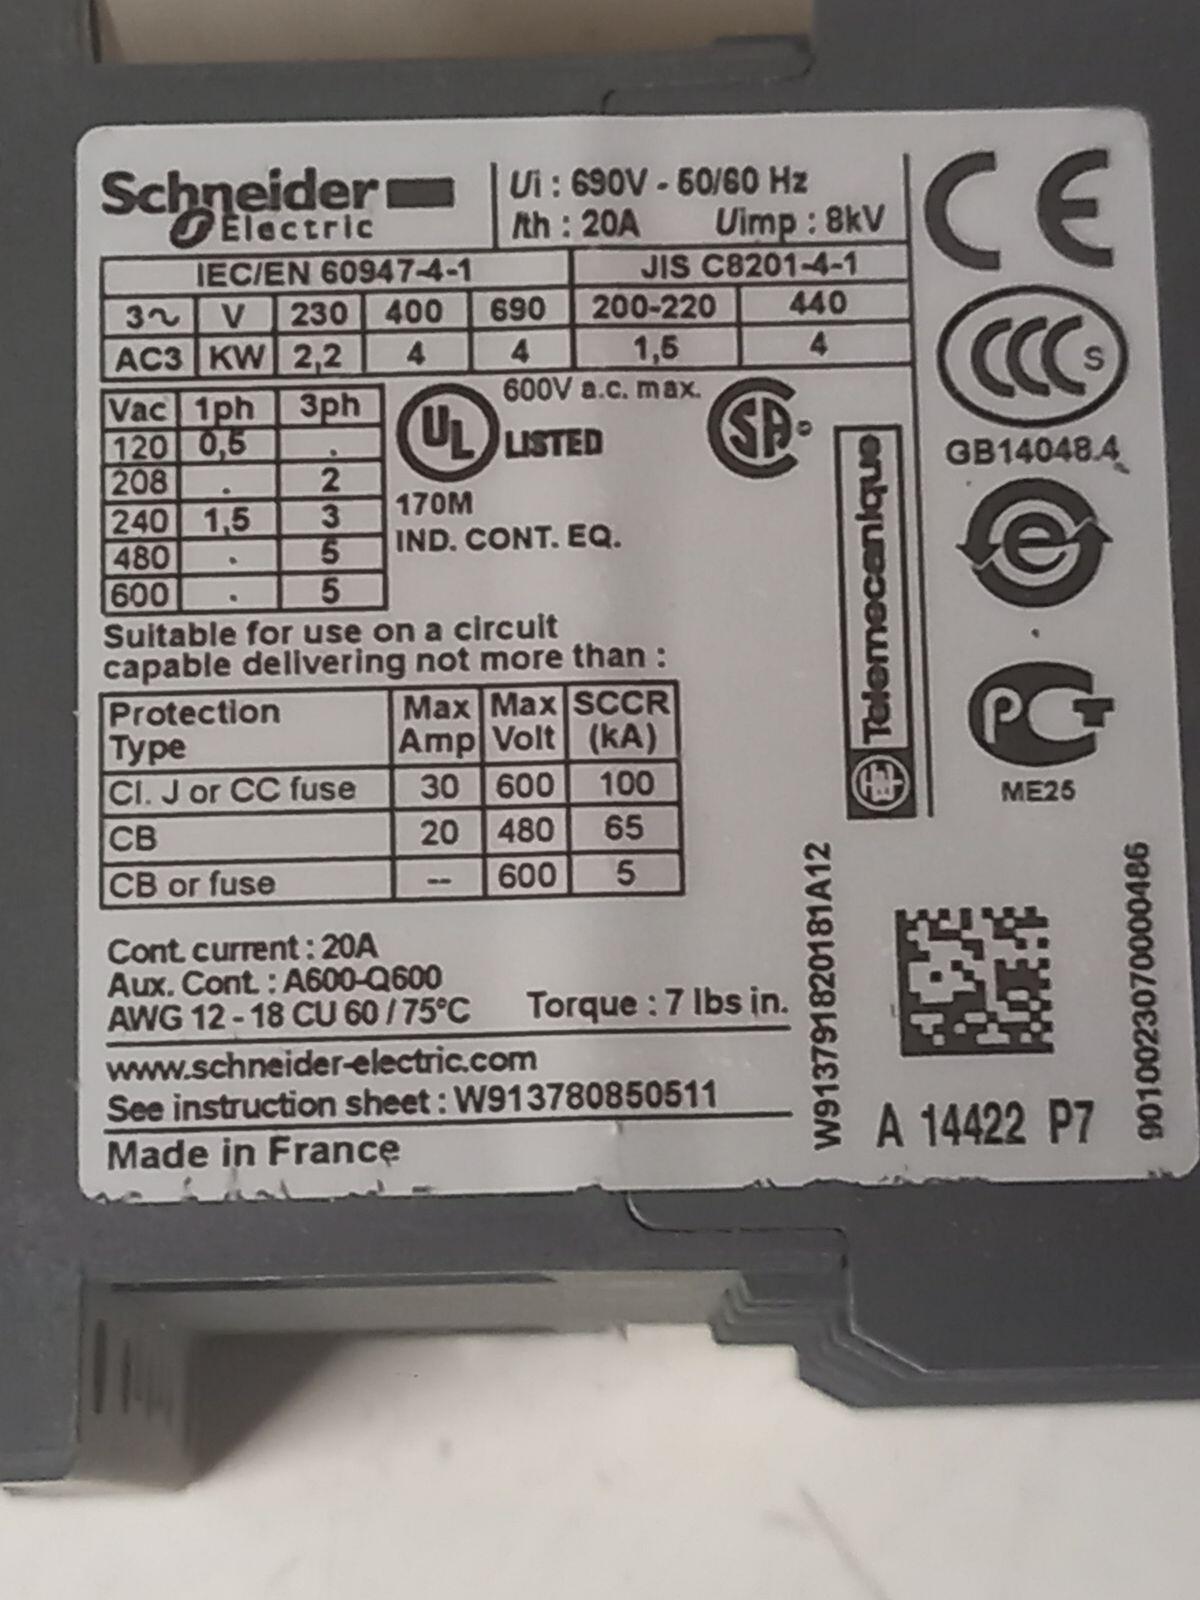 Schneider
Electric
Ui : 690V - 50/60 Hz
Ith : 20A Uimp : 8kV
IEC/EN 60947-4-1 JIS C8201-4-1
3~ V 230 400 690 200-220 440
AC3 KW 2,2 4 4 1,5 4
Vac 1ph 3ph
120 0,5 .
208 . 2
240 1,5 3
480 . 5
600 . 5
600V a.c. max.
UL LISTED
SA
170M
IND. CONT. EQ.
Suitable for use on a circuit
capable delivering not more than :
Protection Type Max Amp Max Volt SCCR (kA)
Cl. J or CC fuse 30 600 100
CB 20 480 65
CB or fuse -- 600 5
Cont. current : 20A
Aux. Cont. : A600-Q600
AWG 12 - 18 CU 60 / 75°C Torque : 7 lbs in.
www.schneider-electric.com
See instruction sheet : W913780850511
Made in France
CE
CCC S
GB14048.4
e
Telemecanique
PCT
ME25
W913791820181A12
A 14422 P7